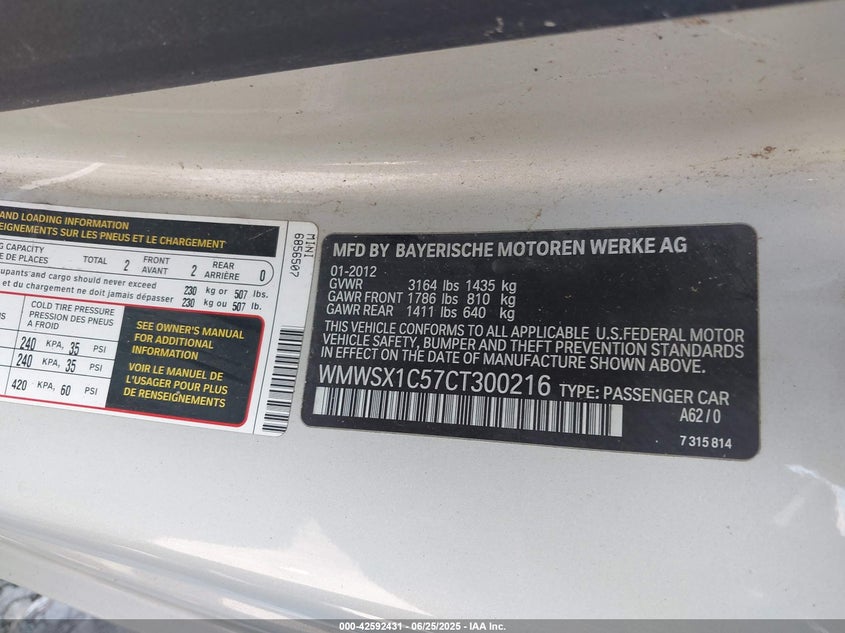 AND LOADING INFORMATION
EIGNEMENTS SUR LES PNEUS ET LE CHARGEMENT
G CAPACITY
E DE PLACES
TOTAL 2
FRONT
AVANT 2
REAR
ARRIÈRE 0
upants and cargo should never exceed 230 kg or 507 lbs.
et du chargement ne doit jamais dépasser 230 kg ou 507 lb.
COLD TIRE PRESSURE
PRESSION DES PNEUS
A FROID
240 KPA, 35 PSI
240 KPA, 35 PSI
420 KPA, 60 PSI
SEE OWNER'S MANUAL
FOR ADDITIONAL
INFORMATION
VOIR LE MANUEL DE
L'USAGER POUR PLUS
DE RENSEIGNEMENTS
MINI
6856507
MFD BY BAYERISCHE MOTOREN WERKE AG
01-2012
GVWR 3164 lbs 1435 kg
GAWR FRONT 1786 lbs 810 kg
GAWR REAR 1411 lbs 640 kg
THIS VEHICLE CONFORMS TO ALL APPLICABLE U.S.FEDERAL MOTOR
VEHICLE SAFETY, BUMPER AND THEFT PREVENTION STANDARDS
IN EFFECT ON THE DATE OF MANUFACTURE SHOWN ABOVE.
WMWSX1C57CT300216 TYPE: PASSENGER CAR
A62/0
7 315 814
000-42592431 - 06/25/2025 - IAA Inc.